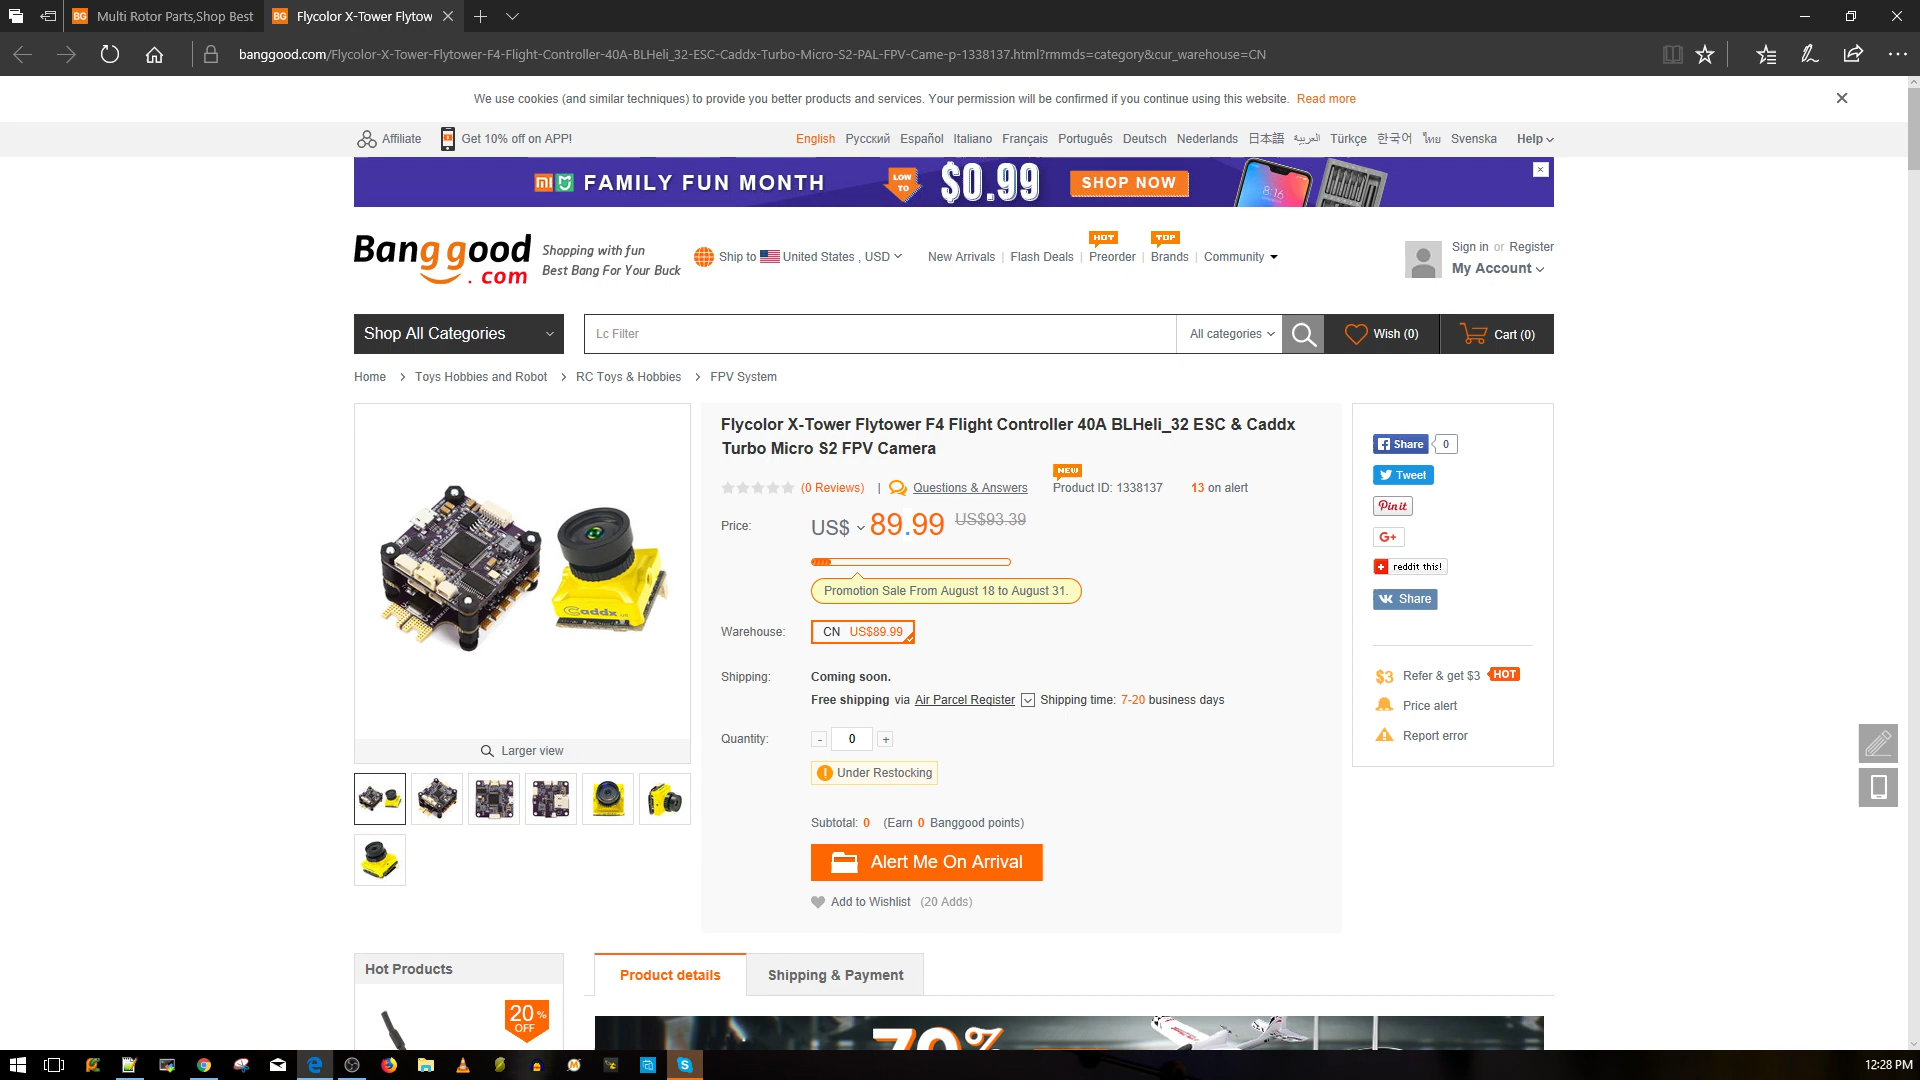 Multi Rotor Parts,Shop Best
Flycolor X-Tower Flytow
banggood.com/Flycolor-X-Tower-Flytower-F4-Flight-Controller-40A-BLHeli_32-ESC-Caddx-Turbo-Micro-S2-PAL-FPV-Came-p-1338137.html?rmmds=category&cur_warehouse=CN
We use cookies (and similar techniques) to provide you better products and services. Your permission will be confirmed if you continue using this website. Read more
Affiliate Get 10% off on APP! English Русский Español Italiano Français Português Deutsch Nederlands 日本語 العربية Türkçe 한국어 ไทย Svenska Help
FAMILY FUN MONTH LOW TO $0.99 SHOP NOW 8:16
Banggood.com Shopping with fun
Best Bang For Your Buck
Ship to United States , USD New Arrivals | Flash Deals | HOT Preorer | TOP Brands | Community
Sign in or Register
My Account
Shop All Categories Lc Filter All categories Wish (0) Cart (0)
Home > Toys Hobbies and Robot > RC Toys & Hobbies > FPV System
Flycolor X-Tower Flytower F4 Flight Controller 40A BLHeli_32 ESC & Caddx
Turbo Micro S2 FPV Camera
NEW
(0 Reviews) | Questions & Answers Product ID: 1338137 13 on alert
Price: US$ 89.99 US$93.39
Promotion Sale From August 18 to August 31.
Warehouse: CN US$89.99
Shipping: Coming soon.
Free shipping via Air Parcel Register Shipping time: 7-20 business days
Quantity: - 0 +
Under Restocking
Subtotal: 0 (Earn 0 Banggood points)
Alert Me On Arrival
Add to Wishlist (20 Adds)
Caddx
Larger view
Share 0
Tweet
Pin it
G+
reddit this!
Share
$3 Refer & get $3 HOT
Price alert
Report error
Hot Products
20% OFF
Product details Shipping & Payment
70%
12:28 PM